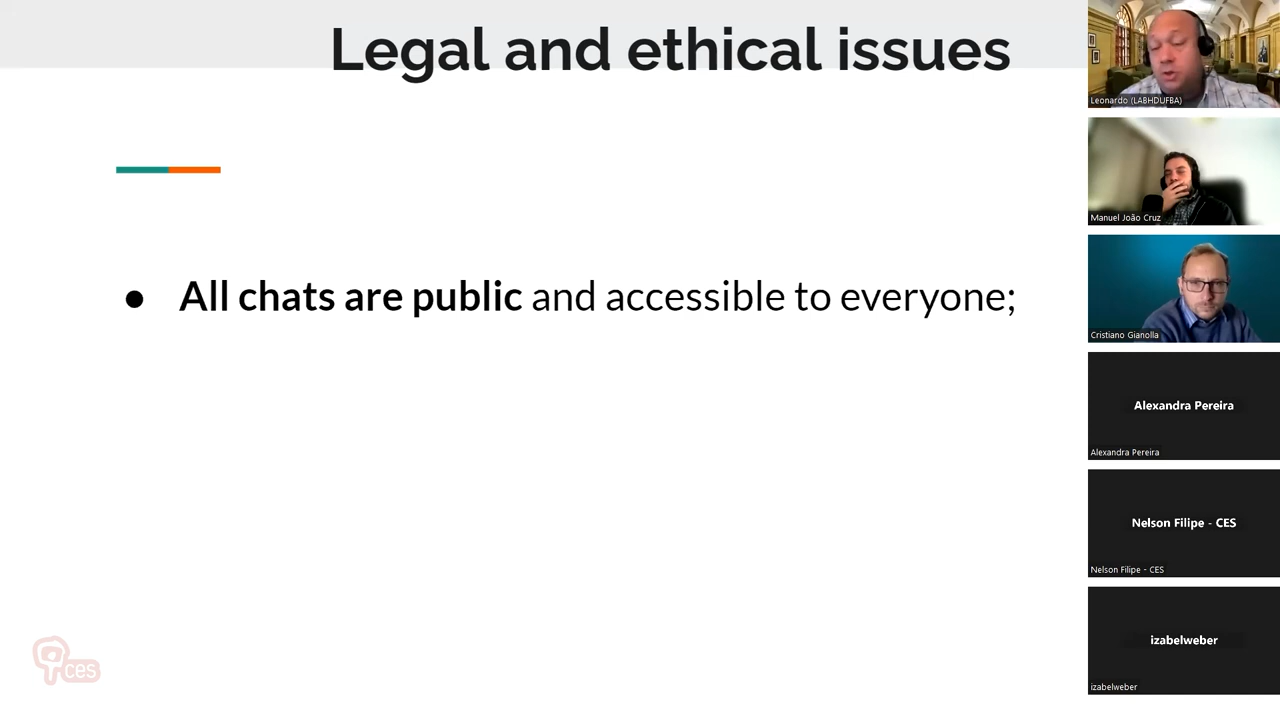 Legal and ethical issues
● All chats are public and accessible to everyone;
ces
Leonardo (LABHDUFBA)
Manuel João Cruz
Cristiano Gianolla
Alexandra Pereira
Alexandra Pereira
Nelson Filipe - CES
Nelson Filipe - CES
izabelweber
izabelweber